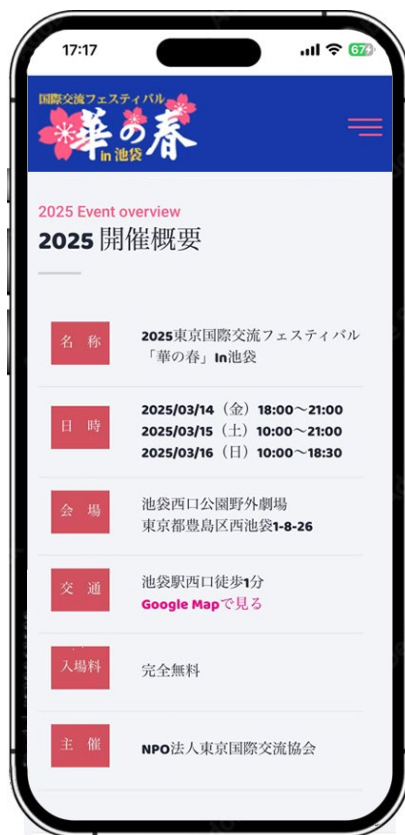 17:17
67
国際交流フェスティバル
華の春
in 池袋
2025 Event overview
2025 開催概要
名 称
2025東京国際交流フェスティバル
「華の春」In池袋
日 時
2025/03/14（金）18:00～21:00
2025/03/15（土）10:00～21:00
2025/03/16（日）10:00～18:30
会 場
池袋西口公園野外劇場
東京都豊島区西池袋1-8-26
交 通
池袋駅西口徒歩1分
Google Mapで見る
入場料
完全無料
主 催
NPO法人東京国際交流協会